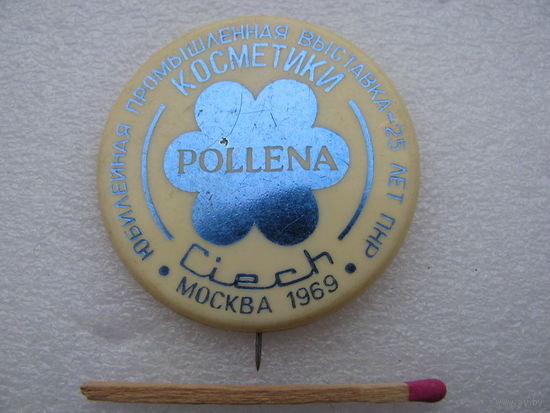 ЮБИЛЕЙНАЯ ПРОМЫШЛЕННАЯ ВЫСТАВКА-25 ЛЕТ ПНР
КОСМЕТИКИ
POLLENA
Ciech
• МОСКВА 1969 •